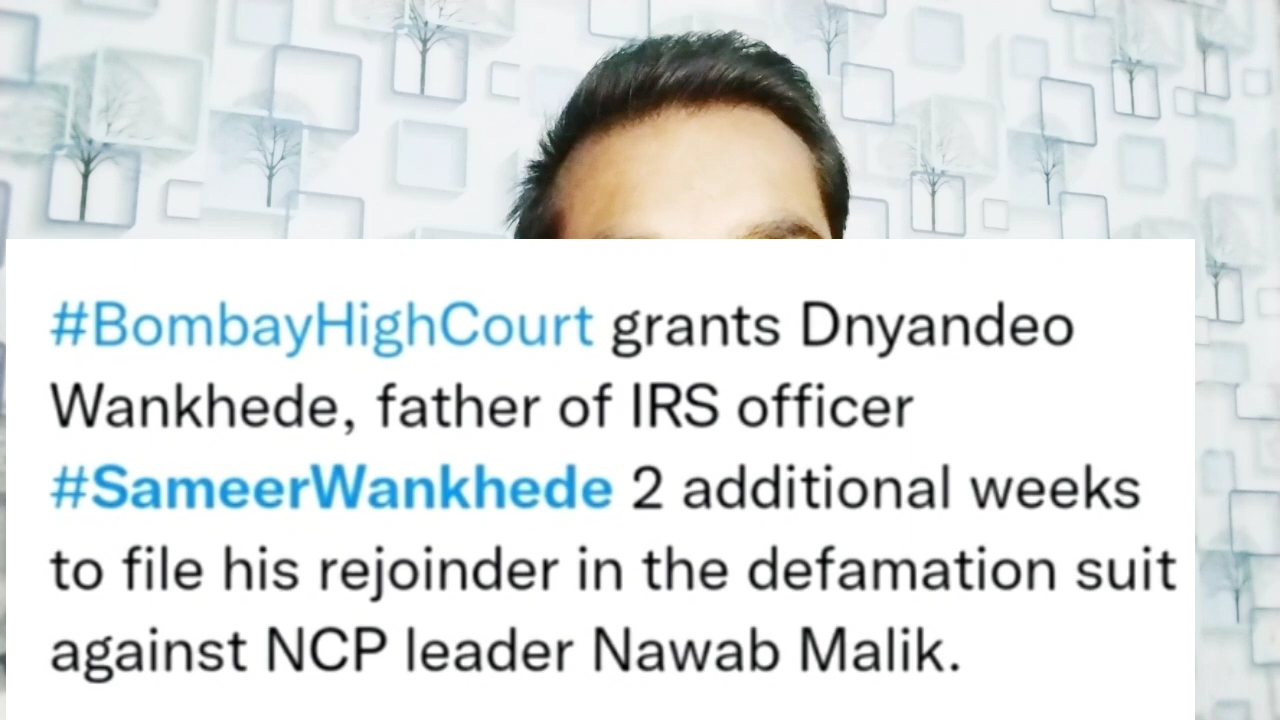 #BombayHighCourt grants Dnyandeo
Wankhede, father of IRS officer
#SameerWankhede 2 additional weeks
to file his rejoinder in the defamation suit
against NCP leader Nawab Malik.